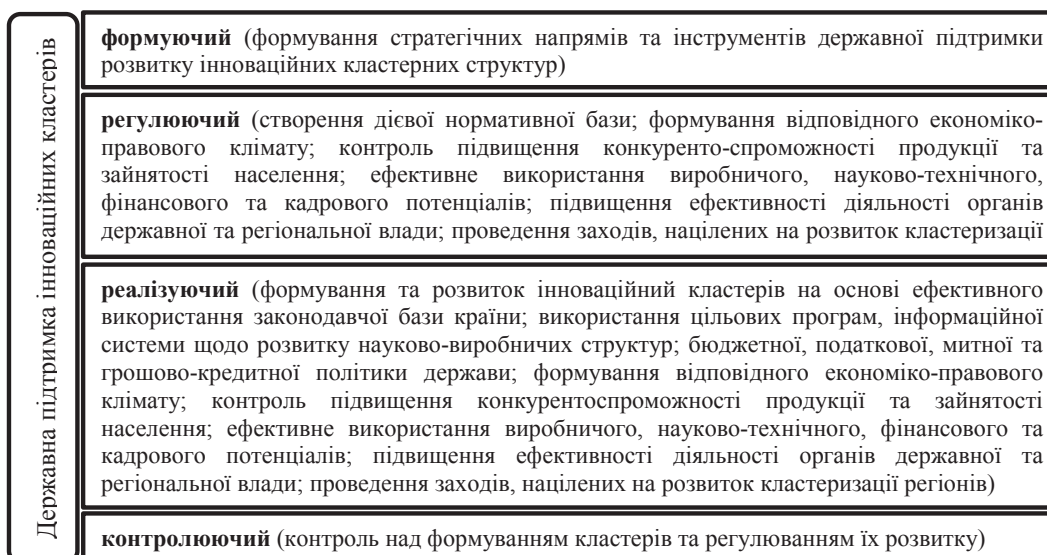 Державна підтримка інноваційних кластерів
формуючий (формування стратегічних напрямів та інструментів державної підтримки
розвитку інноваційних кластерних структур)
регулюючий (створення дієвої нормативної бази; формування відповідного економіко-
правового клімату; контроль підвищення конкуренто-спроможності продукції та
зайнятості населення; ефективне використання виробничого, науково-технічного,
фінансового та кадрового потенціалів; підвищення ефективності діяльності органів
державної та регіональної влади; проведення заходів, націлених на розвиток кластеризації
реалізуючий (формування та розвиток інноваційний кластерів на основі ефективного
використання законодавчої бази країни; використання цільових програм, інформаційної
системи щодо розвитку науково-виробничих структур; бюджетної, податкової, митної та
грошово-кредитної політики держави; формування відповідного економіко-правового
клімату; контроль підвищення конкурентоспроможності продукції та зайнятості
населення; ефективне використання виробничого, науково-технічного, фінансового та
кадрового потенціалів; підвищення ефективності діяльності органів державної та
регіональної влади; проведення заходів, націлених на розвиток кластеризації регіонів)
контролюючий (контроль над формуванням кластерів та регулюванням їх розвитку)